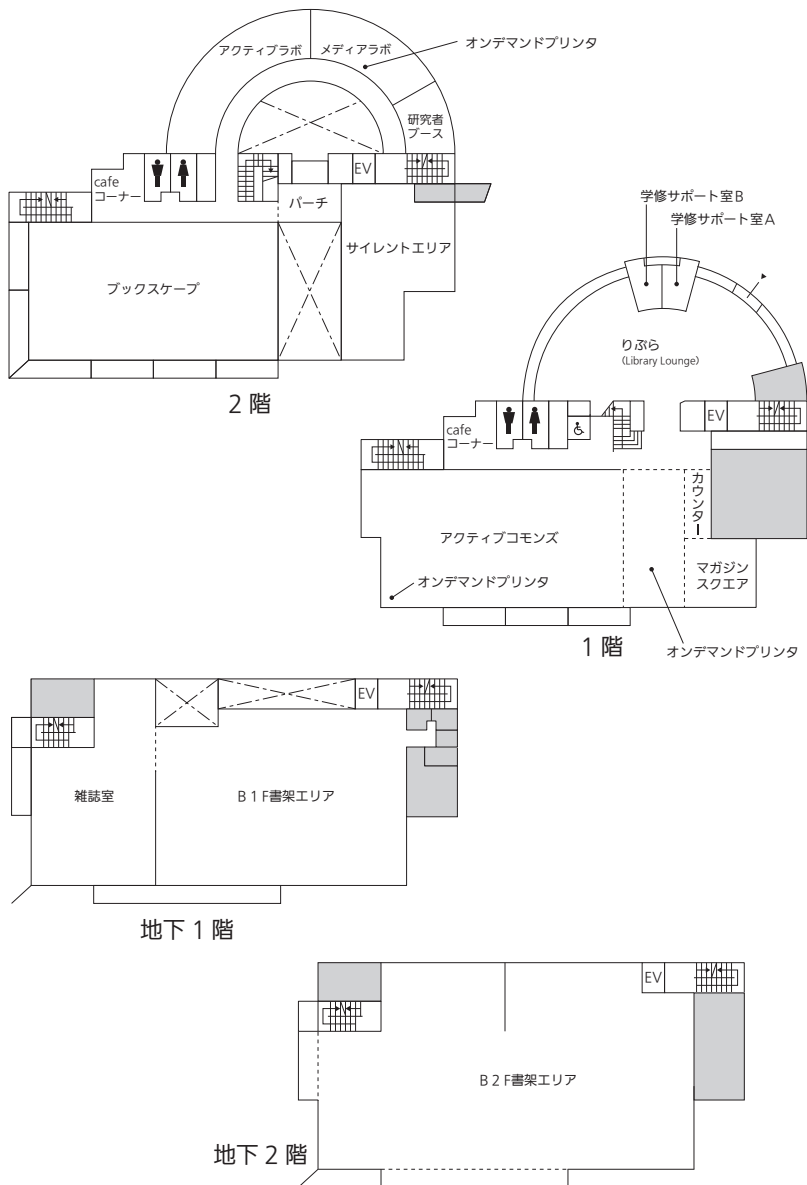 アクティブラボ
メディアラボ
オンデマンドプリンタ
研究者
ブース
cafe
コーナー
EV
パーチ
サイレントエリア
ブックスケープ
2 階
学修サポート室B
学修サポート室A
りぶら
(Library Lounge)
cafe
コーナー
EV
カウンター
アクティブコモンズ
マガジン
スクエア
オンデマンドプリンタ
1 階
オンデマンドプリンタ
EV
雑誌室
B 1 F書架エリア
地下 1 階
EV
B 2 F書架エリア
地下 2 階